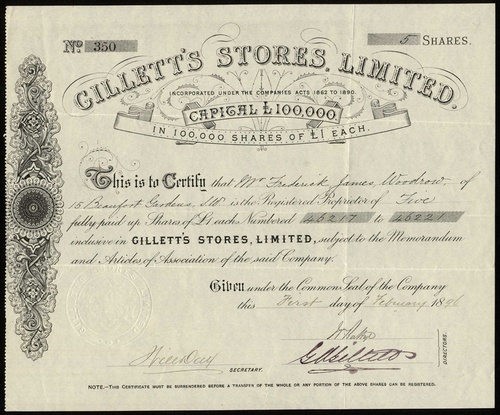 No 350
5 SHARES.
GILLETT'S STORES, LIMITED,
INCORPORATED UNDER THE COMPANIES ACTS 1862 TO 1890.
CAPITAL £100,000
IN 100,000 SHARES OF £1 EACH.
This is to Certify that Mr Frederick James Woodrow, of
15 Beaufort Gardens, S.W. is the Registered Proprietor of Five
fully paid up Shares of £1 each Numbered 46217 to 46221
inclusive in GILLETT'S STORES, LIMITED, subject to the Memorandum
and Articles of Association of the said Company.
Given under the Common Seal of the Company
this First day of February 1896
SECRETARY.
DIRECTORS.
NOTE.—THIS CERTIFICATE MUST BE SURRENDERED BEFORE A TRANSFER OF THE WHOLE OR ANY PORTION OF THE ABOVE SHARES CAN BE REGISTERED.